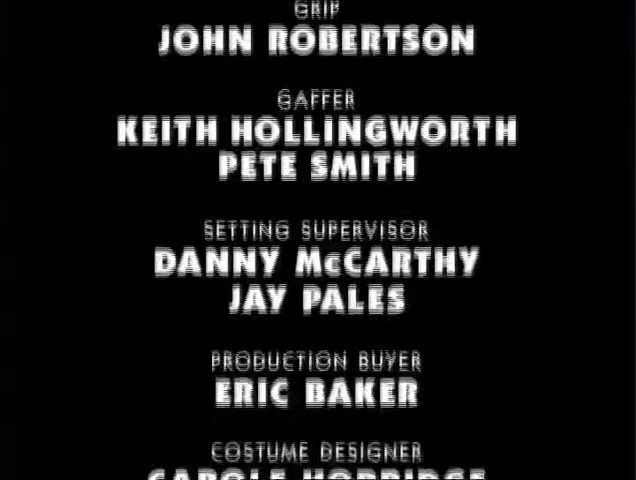 GRIP
JOHN ROBERTSON
GAFFER
KEITH HOLLINGWORTH
PETE SMITH
SETTING SUPERVISOR
DANNY McCARTHY
JAY PALES
PRODUCTION BUYER
ERIC BAKER
COSTUME DESIGNER
CAROLE